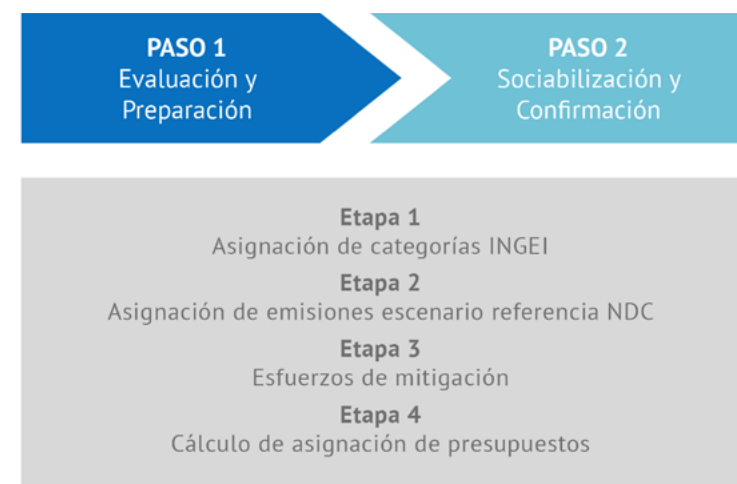 PASO 1
Evaluación y
Preparación
PASO 2
Sociabilización y
Confirmación
Etapa 1
Asignación de categorías INGEI
Etapa 2
Asignación de emisiones escenario referencia NDC
Etapa 3
Esfuerzos de mitigación
Etapa 4
Cálculo de asignación de presupuestos